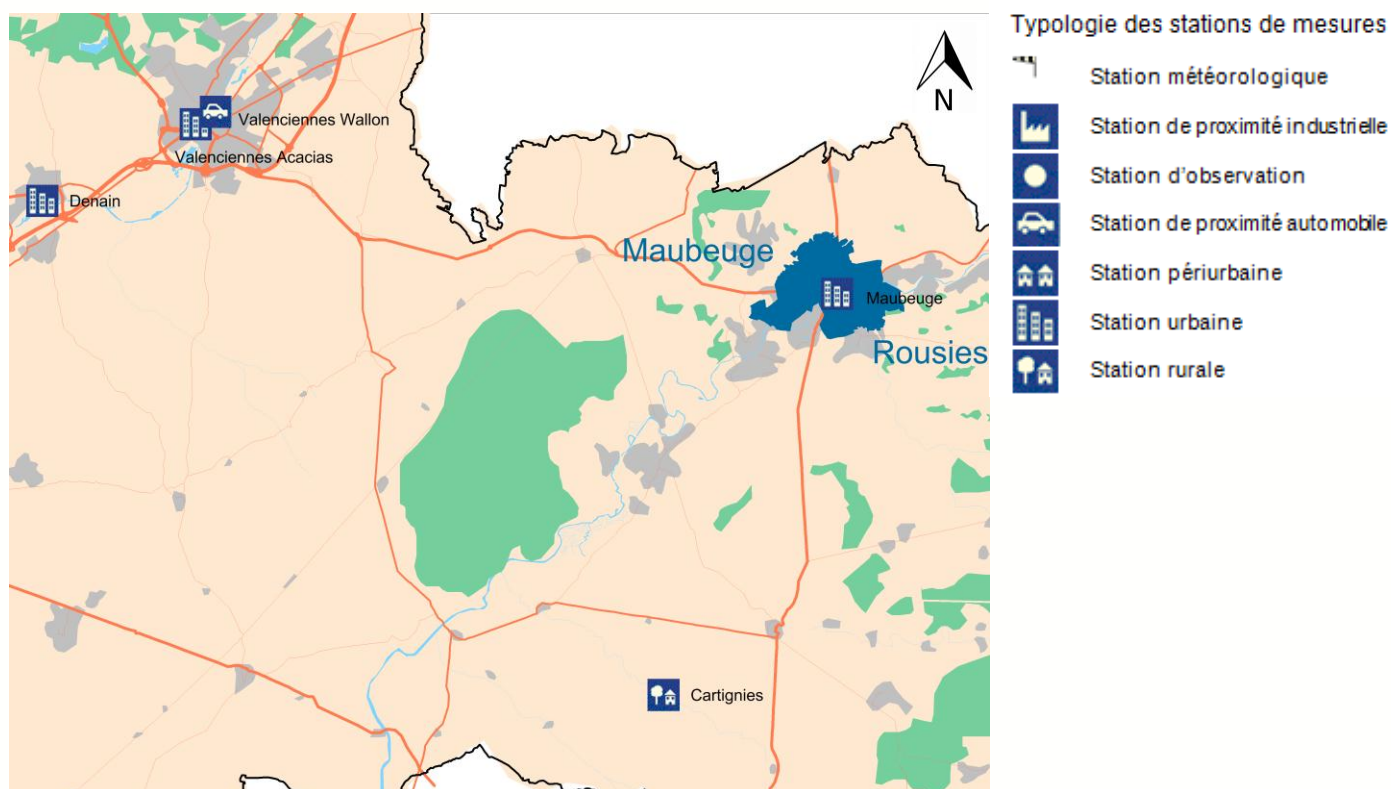 Typologie des stations de mesures
Station météorologique
Station de proximité industrielle
Station d'observation
Station de proximité automobile
Station périurbaine
Station urbaine
Station rurale
N
Valenciennes Wallon
Valenciennes Acacias
Denain
Maubeuge
Maubeuge
Rousies
Cartignies